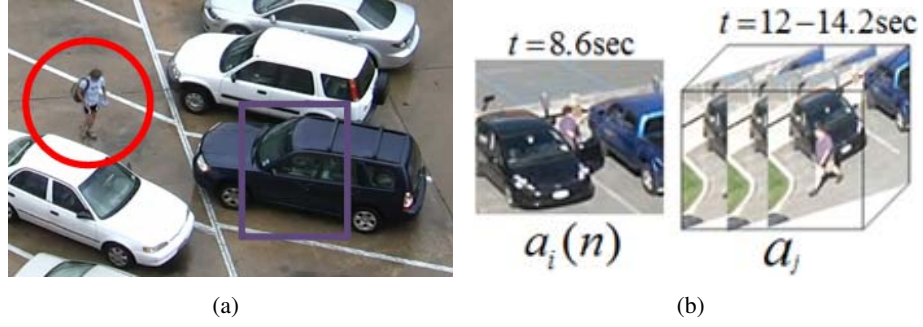 t = 8.6sec
t = 12 – 14.2sec
a_i(n)
a_j
(a)
(b)